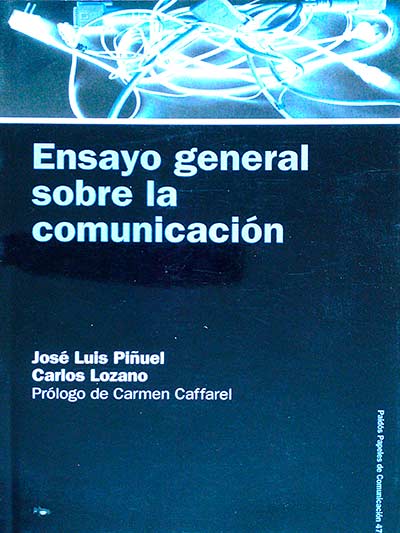 Ensayo general
sobre la
comunicación
José Luis Piñuel
Carlos Lozano
Prólogo de Carmen Caffarel
Paidós Papeles de Comunicación 47